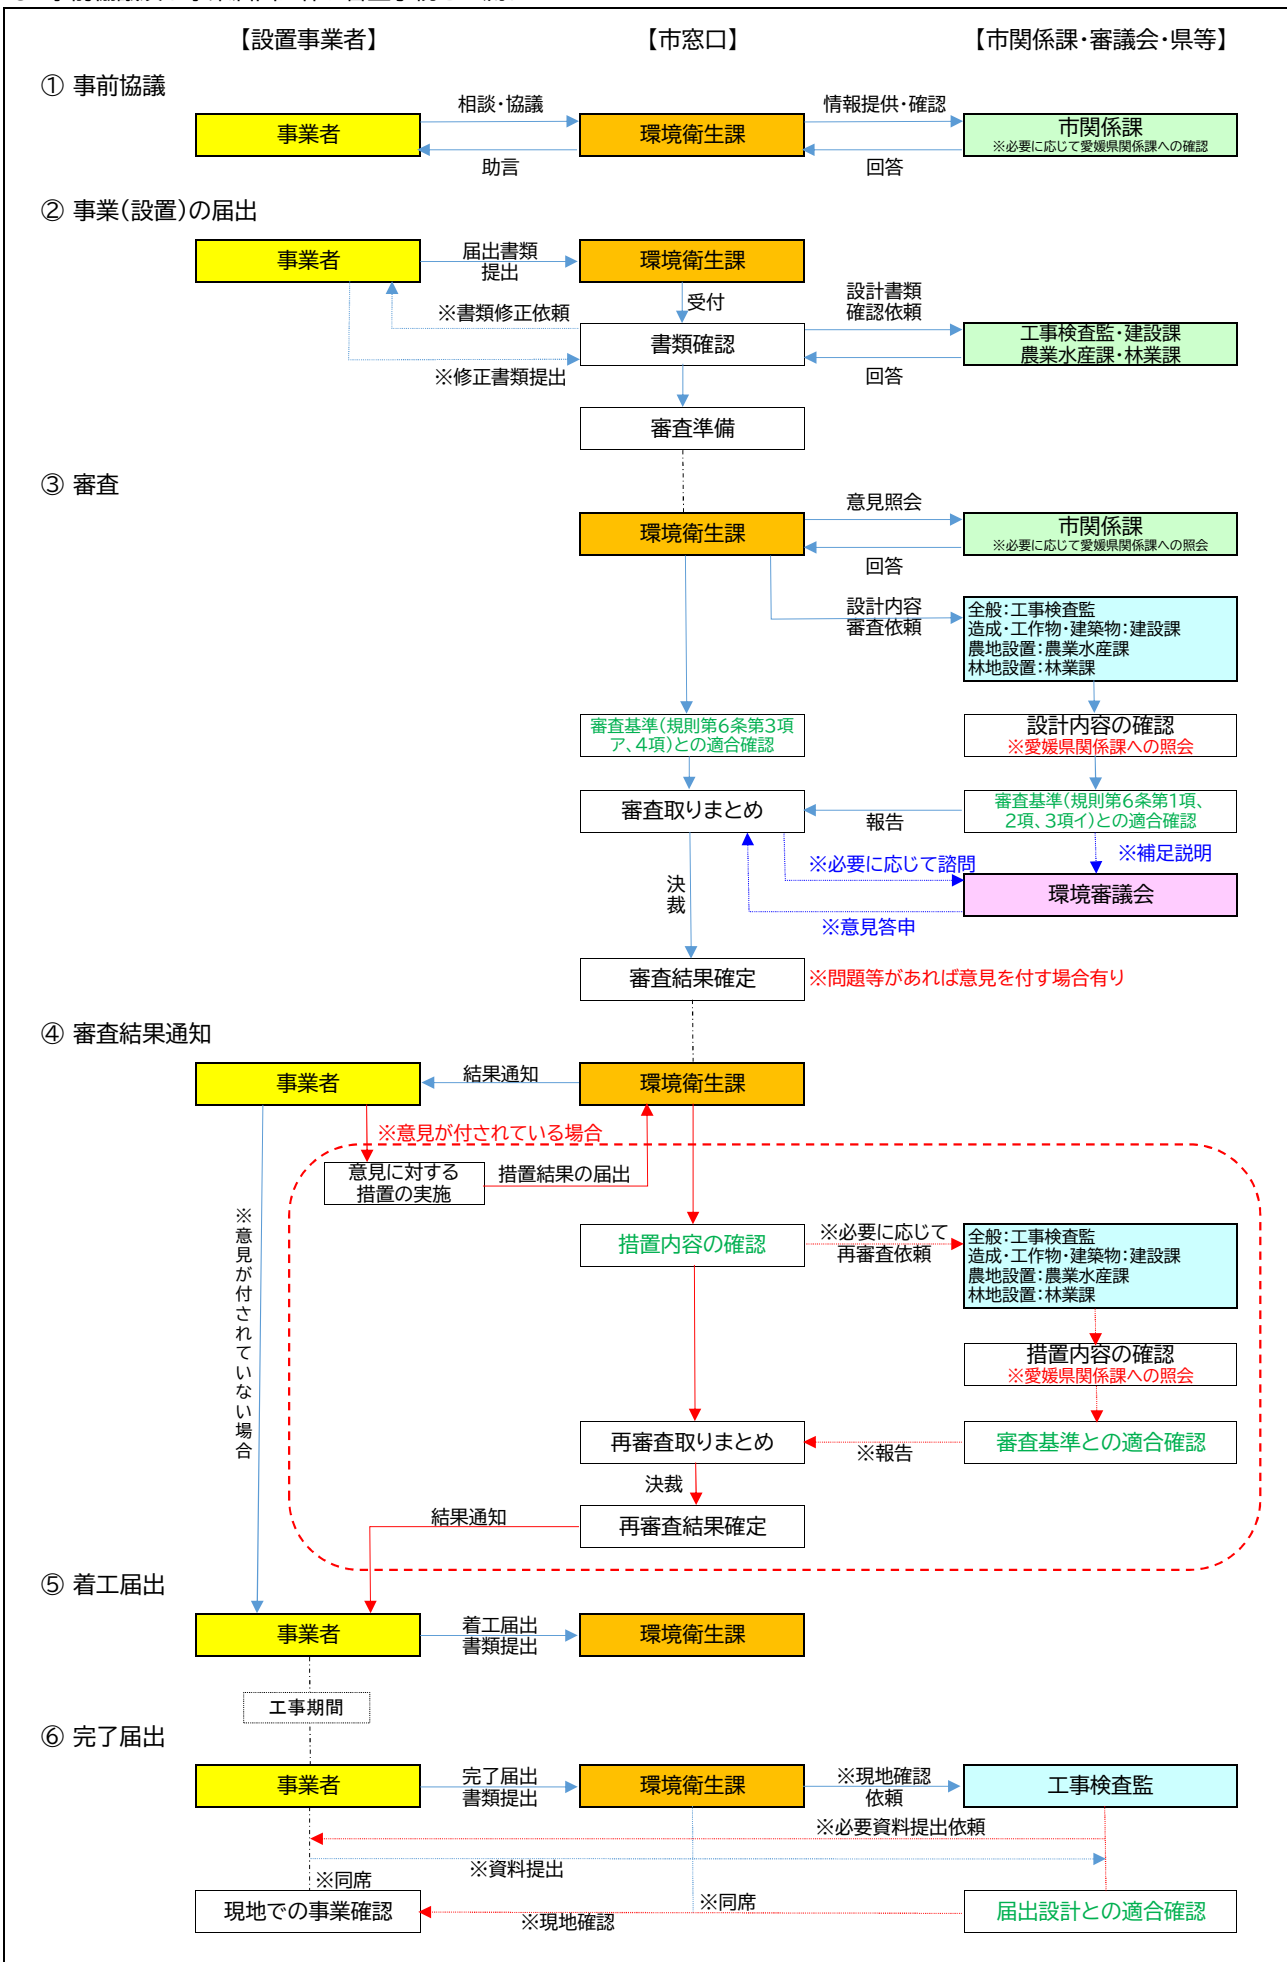 【設置事業者】
【市窓口】
【市関係課・審議会・県等】
① 事前協議
相談・協議
情報提供・確認
事業者
環境衛生課
市関係課
※必要に応じて愛媛県関係課への確認
助言
回答
② 事業(設置)の届出
事業者
届出書類
提出
環境衛生課
※書類修正依頼
受付
設計書類
確認依頼
書類確認
工事検査監・建設課
農業水産課・林業課
※修正書類提出
回答
審査準備
③ 審査
意見照会
環境衛生課
市関係課
※必要に応じて愛媛県関係課への照会
回答
設計内容
審査依頼
全般:工事検査監
造成・工作物・建築物:建設課
農地設置:農業水産課
林地設置:林業課
審査基準(規則第6条第3項
ア、4項)との適合確認
設計内容の確認
※愛媛県関係課への照会
審査取りまとめ
報告
審査基準(規則第6条第1項、
2項、3項イ)との適合確認
※補足説明
※必要に応じて諮問
決裁
環境審議会
※意見答申
審査結果確定
※問題等があれば意見を付す場合有り
④ 審査結果通知
事業者
結果通知
環境衛生課
※意見が付されている場合
意見に対する
措置の実施
措置結果の届出
※意見が付されていない場合
措置内容の確認
※必要に応じて
再審査依頼
全般:工事検査監
造成・工作物・建築物:建設課
農地設置:農業水産課
林地設置:林業課
措置内容の確認
※愛媛県関係課への照会
再審査取りまとめ
※報告
審査基準との適合確認
決裁
結果通知
再審査結果確定
⑤ 着工届出
事業者
着工届出
書類提出
環境衛生課
工事期間
⑥ 完了届出
事業者
完了届出
書類提出
環境衛生課
※現地確認
依頼
工事検査監
※必要資料提出依頼
※資料提出
※同席
※同席
現地での事業確認
※現地確認
届出設計との適合確認